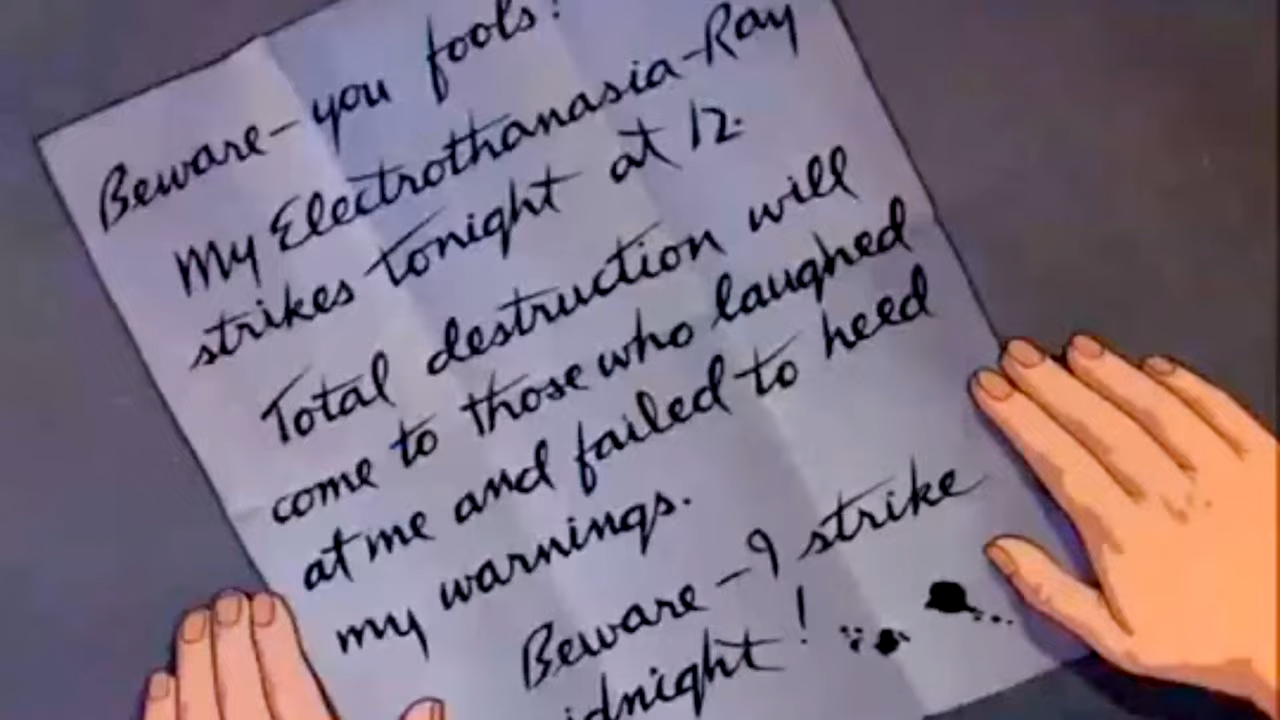 Beware-you fools!
My Electrothanasia-Ray
strikes tonight at 12.
Total destruction will
come to those who laughed
at me and failed to heed
my warnings.
Beware-I strike
idnight!